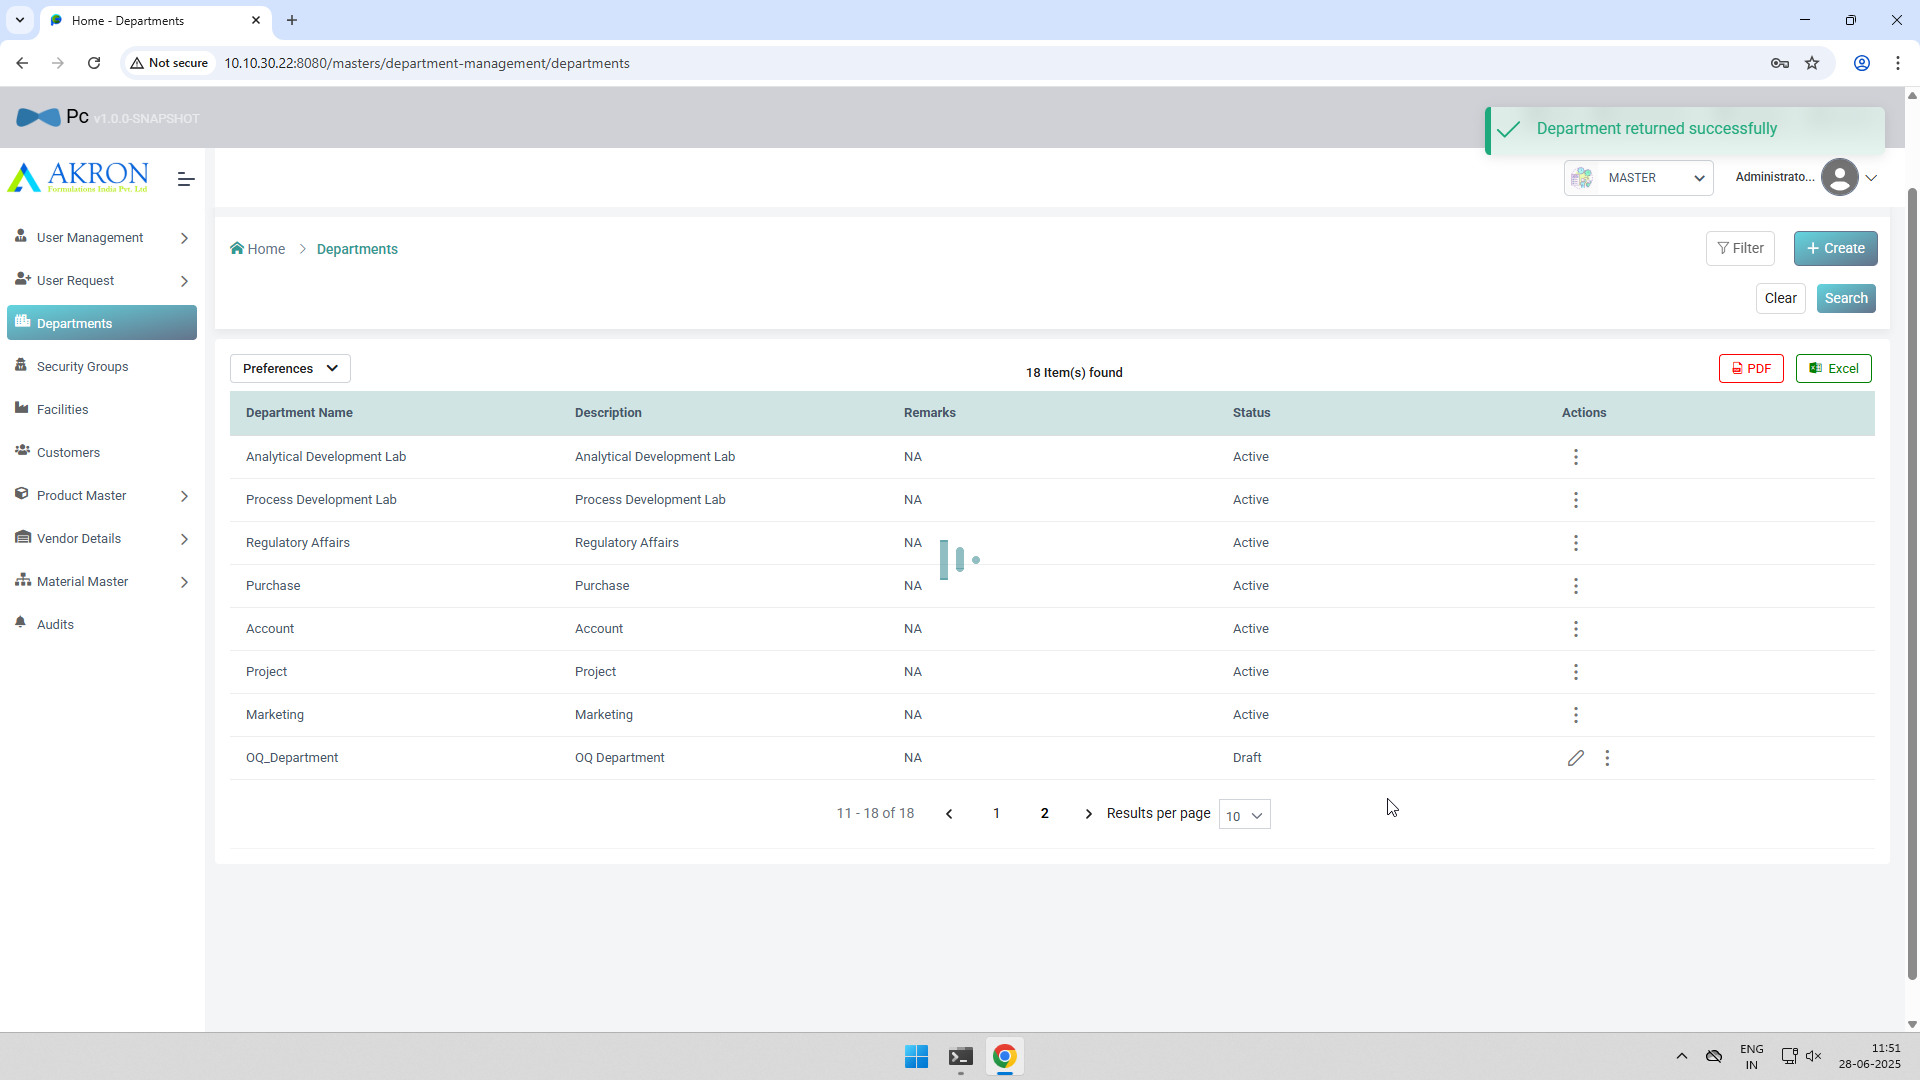 Home - Departments
Not secure
10.10.30.22:8080/masters/department-management/departments
Pc v1.0.0-SNAPSHOT
Department returned successfully
AKRON
Formulations India Pvt. Ltd
MASTER
Administrato...
User Management
User Request
Departments
Security Groups
Facilities
Customers
Product Master
Vendor Details
Material Master
Audits
Home > Departments
Filter
+ Create
Clear
Search
Preferences
18 Item(s) found
PDF
Excel
Department Name Description Remarks Status Actions
Analytical Development Lab Analytical Development Lab NA Active
Process Development Lab Process Development Lab NA Active
Regulatory Affairs Regulatory Affairs NA Active
Purchase Purchase NA Active
Account Account NA Active
Project Project NA Active
Marketing Marketing NA Active
OQ_Department OQ Department NA Draft
11 - 18 of 18 1 2 Results per page 10
ENG
IN
11:51
28-06-2025